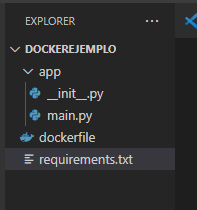 EXPLORER
DOCKEREJEMPLO
app
__init__.py
main.py
dockerfile
requirements.txt